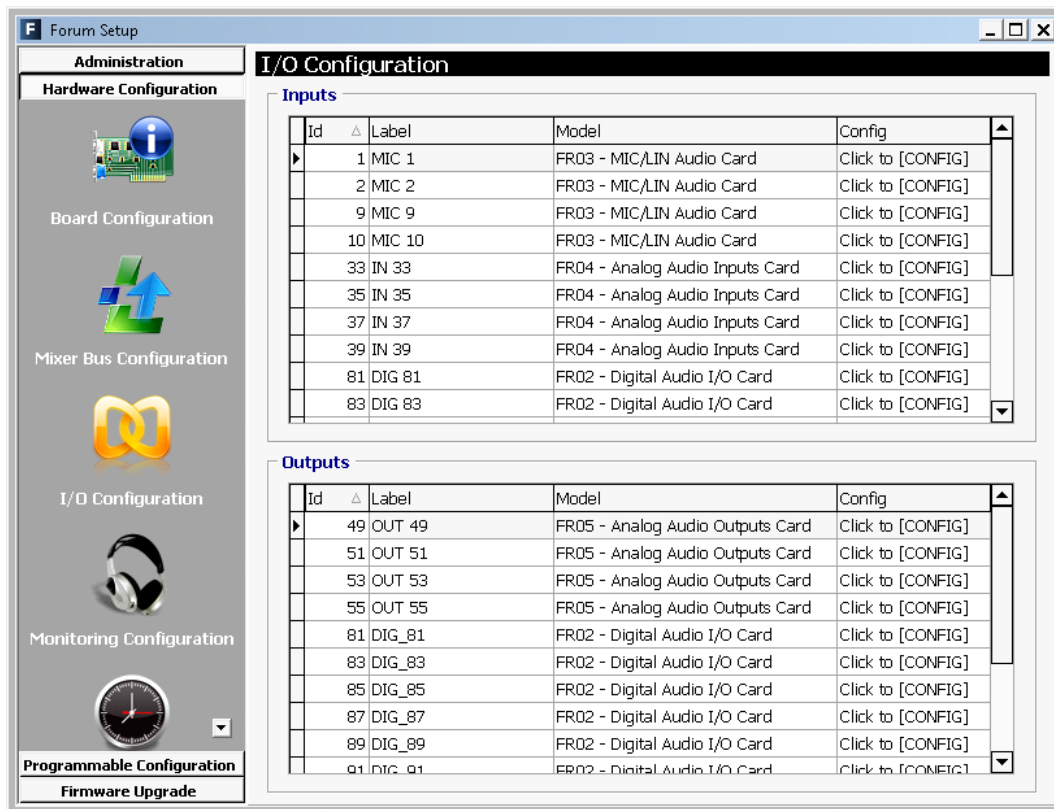 F Forum Setup
Administration
Hardware Configuration
Board Configuration
Mixer Bus Configuration
I/O Configuration
Monitoring Configuration
Programmable Configuration
Firmware Upgrade
I/O Configuration
Inputs
Id Label Model Config
1 MIC 1 FR03 - MIC/LIN Audio Card Click to [CONFIG]
2 MIC 2 FR03 - MIC/LIN Audio Card Click to [CONFIG]
9 MIC 9 FR03 - MIC/LIN Audio Card Click to [CONFIG]
10 MIC 10 FR03 - MIC/LIN Audio Card Click to [CONFIG]
33 IN 33 FR04 - Analog Audio Inputs Card Click to [CONFIG]
35 IN 35 FR04 - Analog Audio Inputs Card Click to [CONFIG]
37 IN 37 FR04 - Analog Audio Inputs Card Click to [CONFIG]
39 IN 39 FR04 - Analog Audio Inputs Card Click to [CONFIG]
81 DIG 81 FR02 - Digital Audio I/O Card Click to [CONFIG]
83 DIG 83 FR02 - Digital Audio I/O Card Click to [CONFIG]
Outputs
Id Label Model Config
49 OUT 49 FR05 - Analog Audio Outputs Card Click to [CONFIG]
51 OUT 51 FR05 - Analog Audio Outputs Card Click to [CONFIG]
53 OUT 53 FR05 - Analog Audio Outputs Card Click to [CONFIG]
55 OUT 55 FR05 - Analog Audio Outputs Card Click to [CONFIG]
81 DIG_81 FR02 - Digital Audio I/O Card Click to [CONFIG]
83 DIG_83 FR02 - Digital Audio I/O Card Click to [CONFIG]
85 DIG_85 FR02 - Digital Audio I/O Card Click to [CONFIG]
87 DIG_87 FR02 - Digital Audio I/O Card Click to [CONFIG]
89 DIG_89 FR02 - Digital Audio I/O Card Click to [CONFIG]
91 DIG_91 FR02 - Digital Audio I/O Card Click to [CONFIG]